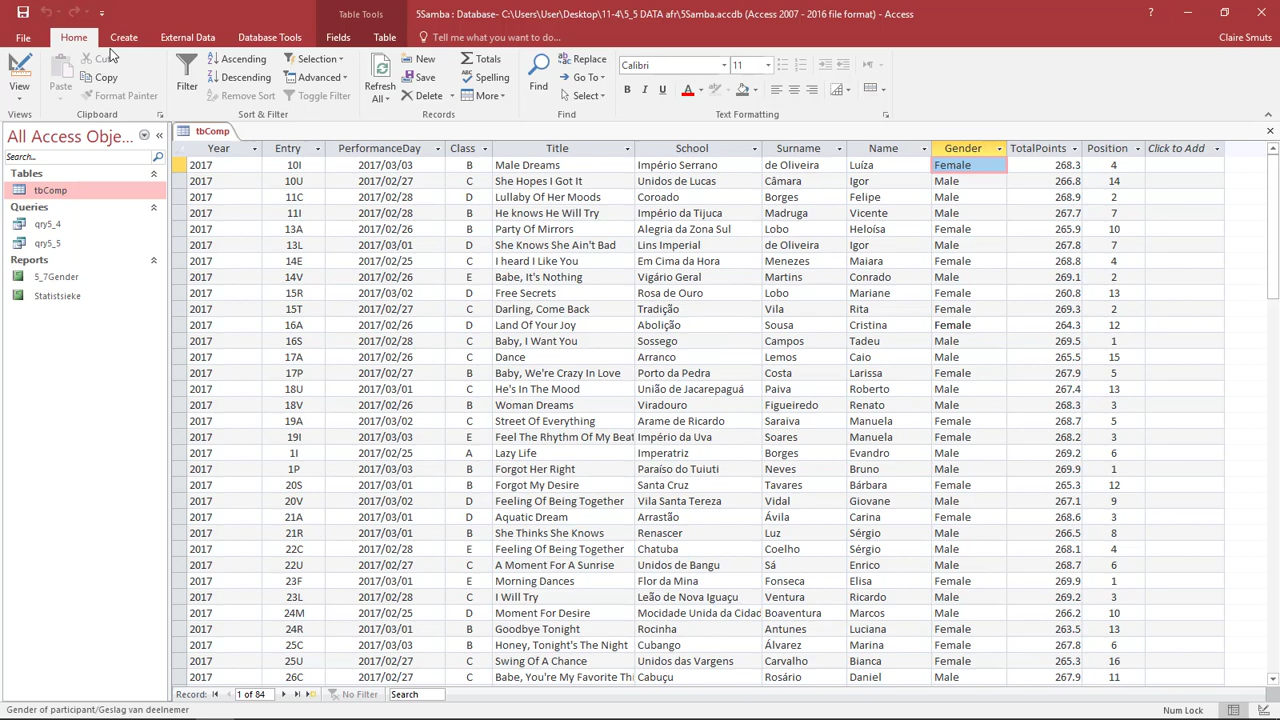 Table Tools
5Samba : Database- C:\Users\User\Desktop\11-4\5_5 DATA afr\5Samba.accdb (Access 2007 - 2016 file format) - Access
File Home Create External Data Database Tools Fields Table Tell me what you want to do... Claire Smuts
Cut Ascending Selection New Totals Replace Calibri 11
View Paste Copy Filter Descending Advanced Refresh All Save Spelling Find Go To
Format Painter Remove Sort Toggle Filter Delete More Select
Views Clipboard Sort & Filter Records Find Text Formatting
All Access Obje...
Search...
Tables
tbComp
Queries
qry5_4
qry5_5
Reports
5_7Gender
Statistsieke
tbComp
Year Entry PerformanceDay Class Title School Surname Name Gender TotalPoints Position Click to Add
2017 10I 2017/03/03 B Male Dreams Império Serrano de Oliveira Luíza Female 268.3 4
2017 10U 2017/02/27 C She Hopes I Got It Unidos de Lucas Câmara Igor Male 266.8 14
2017 11C 2017/02/28 D Lullaby Of Her Moods Coroado Borges Felipe Male 268.9 2
2017 11I 2017/02/28 C He knows He Will Try Império da Tijuca Madruga Vicente Male 267.7 7
2017 13A 2017/02/26 B Party Of Mirrors Alegria da Zona Sul Lobo Heloísa Female 265.9 10
2017 13L 2017/03/01 D She Knows She Ain't Bad Lins Imperial de Oliveira Igor Male 267.8 7
2017 14E 2017/02/25 C I heard I Like You Em Cima da Hora Menezes Maiara Female 268.8 4
2017 14V 2017/02/26 E Babe, It's Nothing Vigário Geral Martins Conrado Male 269.1 2
2017 15R 2017/03/02 D Free Secrets Rosa de Ouro Lobo Mariane Female 260.8 13
2017 15T 2017/02/27 C Darling, Come Back Tradição Vila Rita Female 269.3 2
2017 16A 2017/02/26 D Land Of Your Joy Abolição Sousa Cristina Female 264.3 12
2017 16S 2017/02/28 C Baby, I Want You Sossego Campos Tadeu Male 269.5 1
2017 17A 2017/02/26 C Dance Arranco Lemos Caio Male 265.5 15
2017 17P 2017/02/27 B Baby, We're Crazy In Love Porto da Pedra Costa Larissa Female 267.9 5
2017 18U 2017/03/03 C He's In The Mood União de Jacarepaguá Paiva Roberto Male 267.4 13
2017 18V 2017/02/26 B Woman Dreams Viradouro Figueiredo Renato Male 268.3 3
2017 19A 2017/03/02 C Street Of Everything Arame de Ricardo Saraiva Manuela Female 268.7 5
2017 19I 2017/03/03 E Feel The Rhythm Of My Beat Império da Uva Soares Manuela Female 268.2 3
2017 1I 2017/02/25 A Lazy Life Imperatriz Borges Evandro Male 269.2 6
2017 1P 2017/03/03 B Forgot Her Right Paraíso do Tuiuti Neves Bruno Male 269.9 1
2017 20S 2017/03/01 B Forgot My Desire Santa Cruz Tavares Bárbara Female 265.3 12
2017 20V 2017/03/02 D Feeling Of Being Together Vila Santa Tereza Vidal Giovane Male 267.1 9
2017 21A 2017/03/01 D Aquatic Dream Arrastão Ávila Carina Female 268.6 3
2017 21R 2017/03/01 B She Thinks She Knows Renascer Luz Sérgio Male 266.5 8
2017 22C 2017/02/28 E Feeling Of Being Together Chatuba Coelho Sérgio Male 268.1 4
2017 22U 2017/02/27 C A Moment For A Sunrise Unidos de Bangu Sá Enrico Male 268.7 6
2017 23F 2017/03/01 E Morning Dances Flor da Mina Fonseca Elisa Female 269.9 1
2017 23L 2017/02/28 C I Will Try Leão de Nova Iguaçu Ventura Ricardo Male 269.2 3
2017 24M 2017/02/25 D Moment For Desire Mocidade Unida da Cidad Boaventura Marcos Male 266.2 10
2017 24R 2017/03/01 B Goodbye Tonight Rocinha Antunes Luciana Female 263.5 13
2017 25C 2017/03/03 B Honey, Tonight's The Night Cubango Álvarez Marina Female 267.8 6
2017 25U 2017/02/27 C Swing Of A Chance Unidos das Vargens Carvalho Bianca Female 265.3 16
2017 26C 2017/02/27 C Babe, You're My Favorite Thi Cabuçu Rosário Daniel Male 267.9 11
Record: 1 of 84 No Filter Search
Gender of participant/Geslag van deelnemer Num Lock